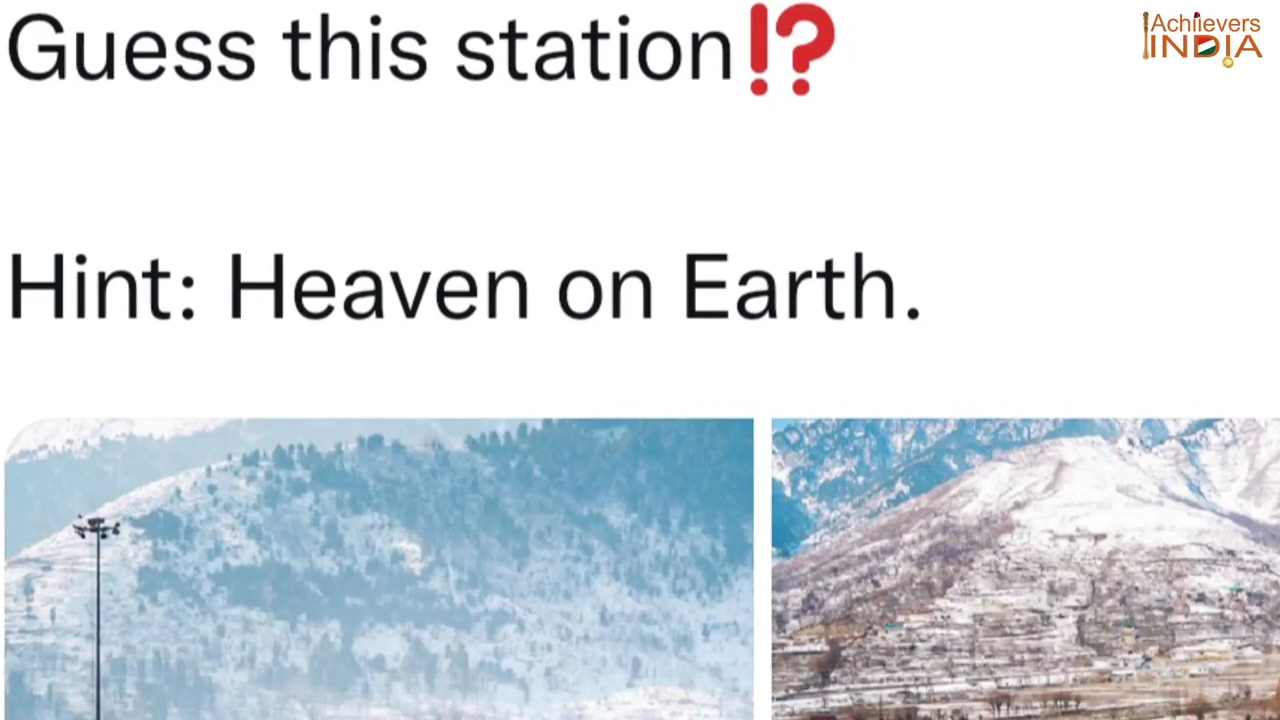 Guess this station⁉️
Achievers
INDIA
Hint: Heaven on Earth.